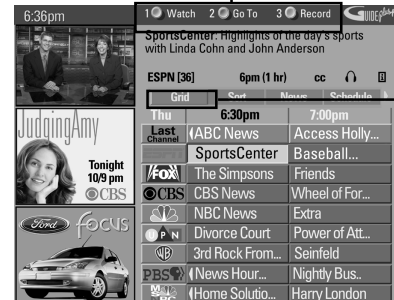 6:36pm
1 Watch 2 Go To 3 Record
SportsCenter: Highlights of the day's sports
with Linda Cohn and John Anderson
ESPN [36] 6pm (1 hr) cc
Grid Sort News Schedule
JudgingAmy
Tonight
10/9 pm
CBS
Ford FOCUS
Thu 6:30pm 7:00pm
Last Channel ABC News Access Holly...
SportsCenter Baseball...
FOX The Simpsons Friends
CBS CBS News Wheel of For...
NBC News Extra
UPN Divorce Court Power of Att...
WB 3rd Rock From... Seinfeld
PBS News Hour... Nightly Bus..
Home Solutio... Harry London